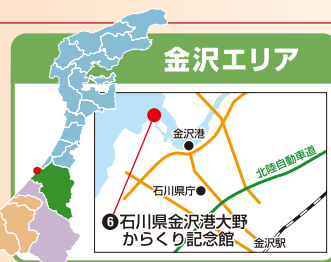 金沢エリア
金沢港
北陸自動車道
石川県庁
❻石川県金沢港大野
からくり記念館
金沢駅